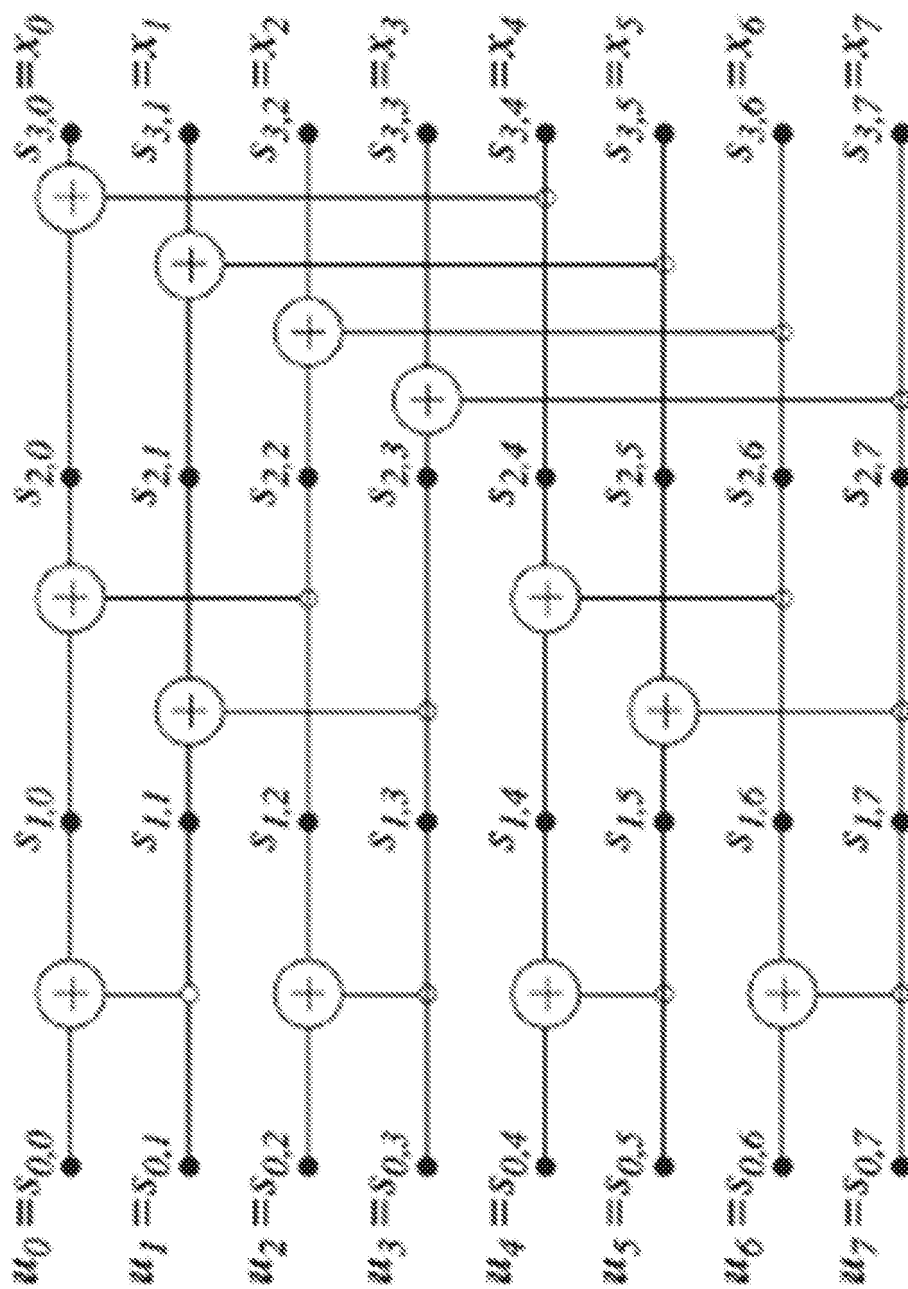 u0=s0,0 s1,0 s2,0 s3,0=x0
u1=s0,1 s1,1 s2,1 s3,1=x1
u2=s0,2 s1,2 s2,2 s3,2=x2
u3=s0,3 s1,3 s2,3 s3,3=x3
u4=s0,4 s1,4 s2,4 s3,4=x4
u5=s0,5 s1,5 s2,5 s3,5=x5
u6=s0,6 s1,6 s2,6 s3,6=x6
u7=s0,7 s1,7 s2,7 s3,7=x7